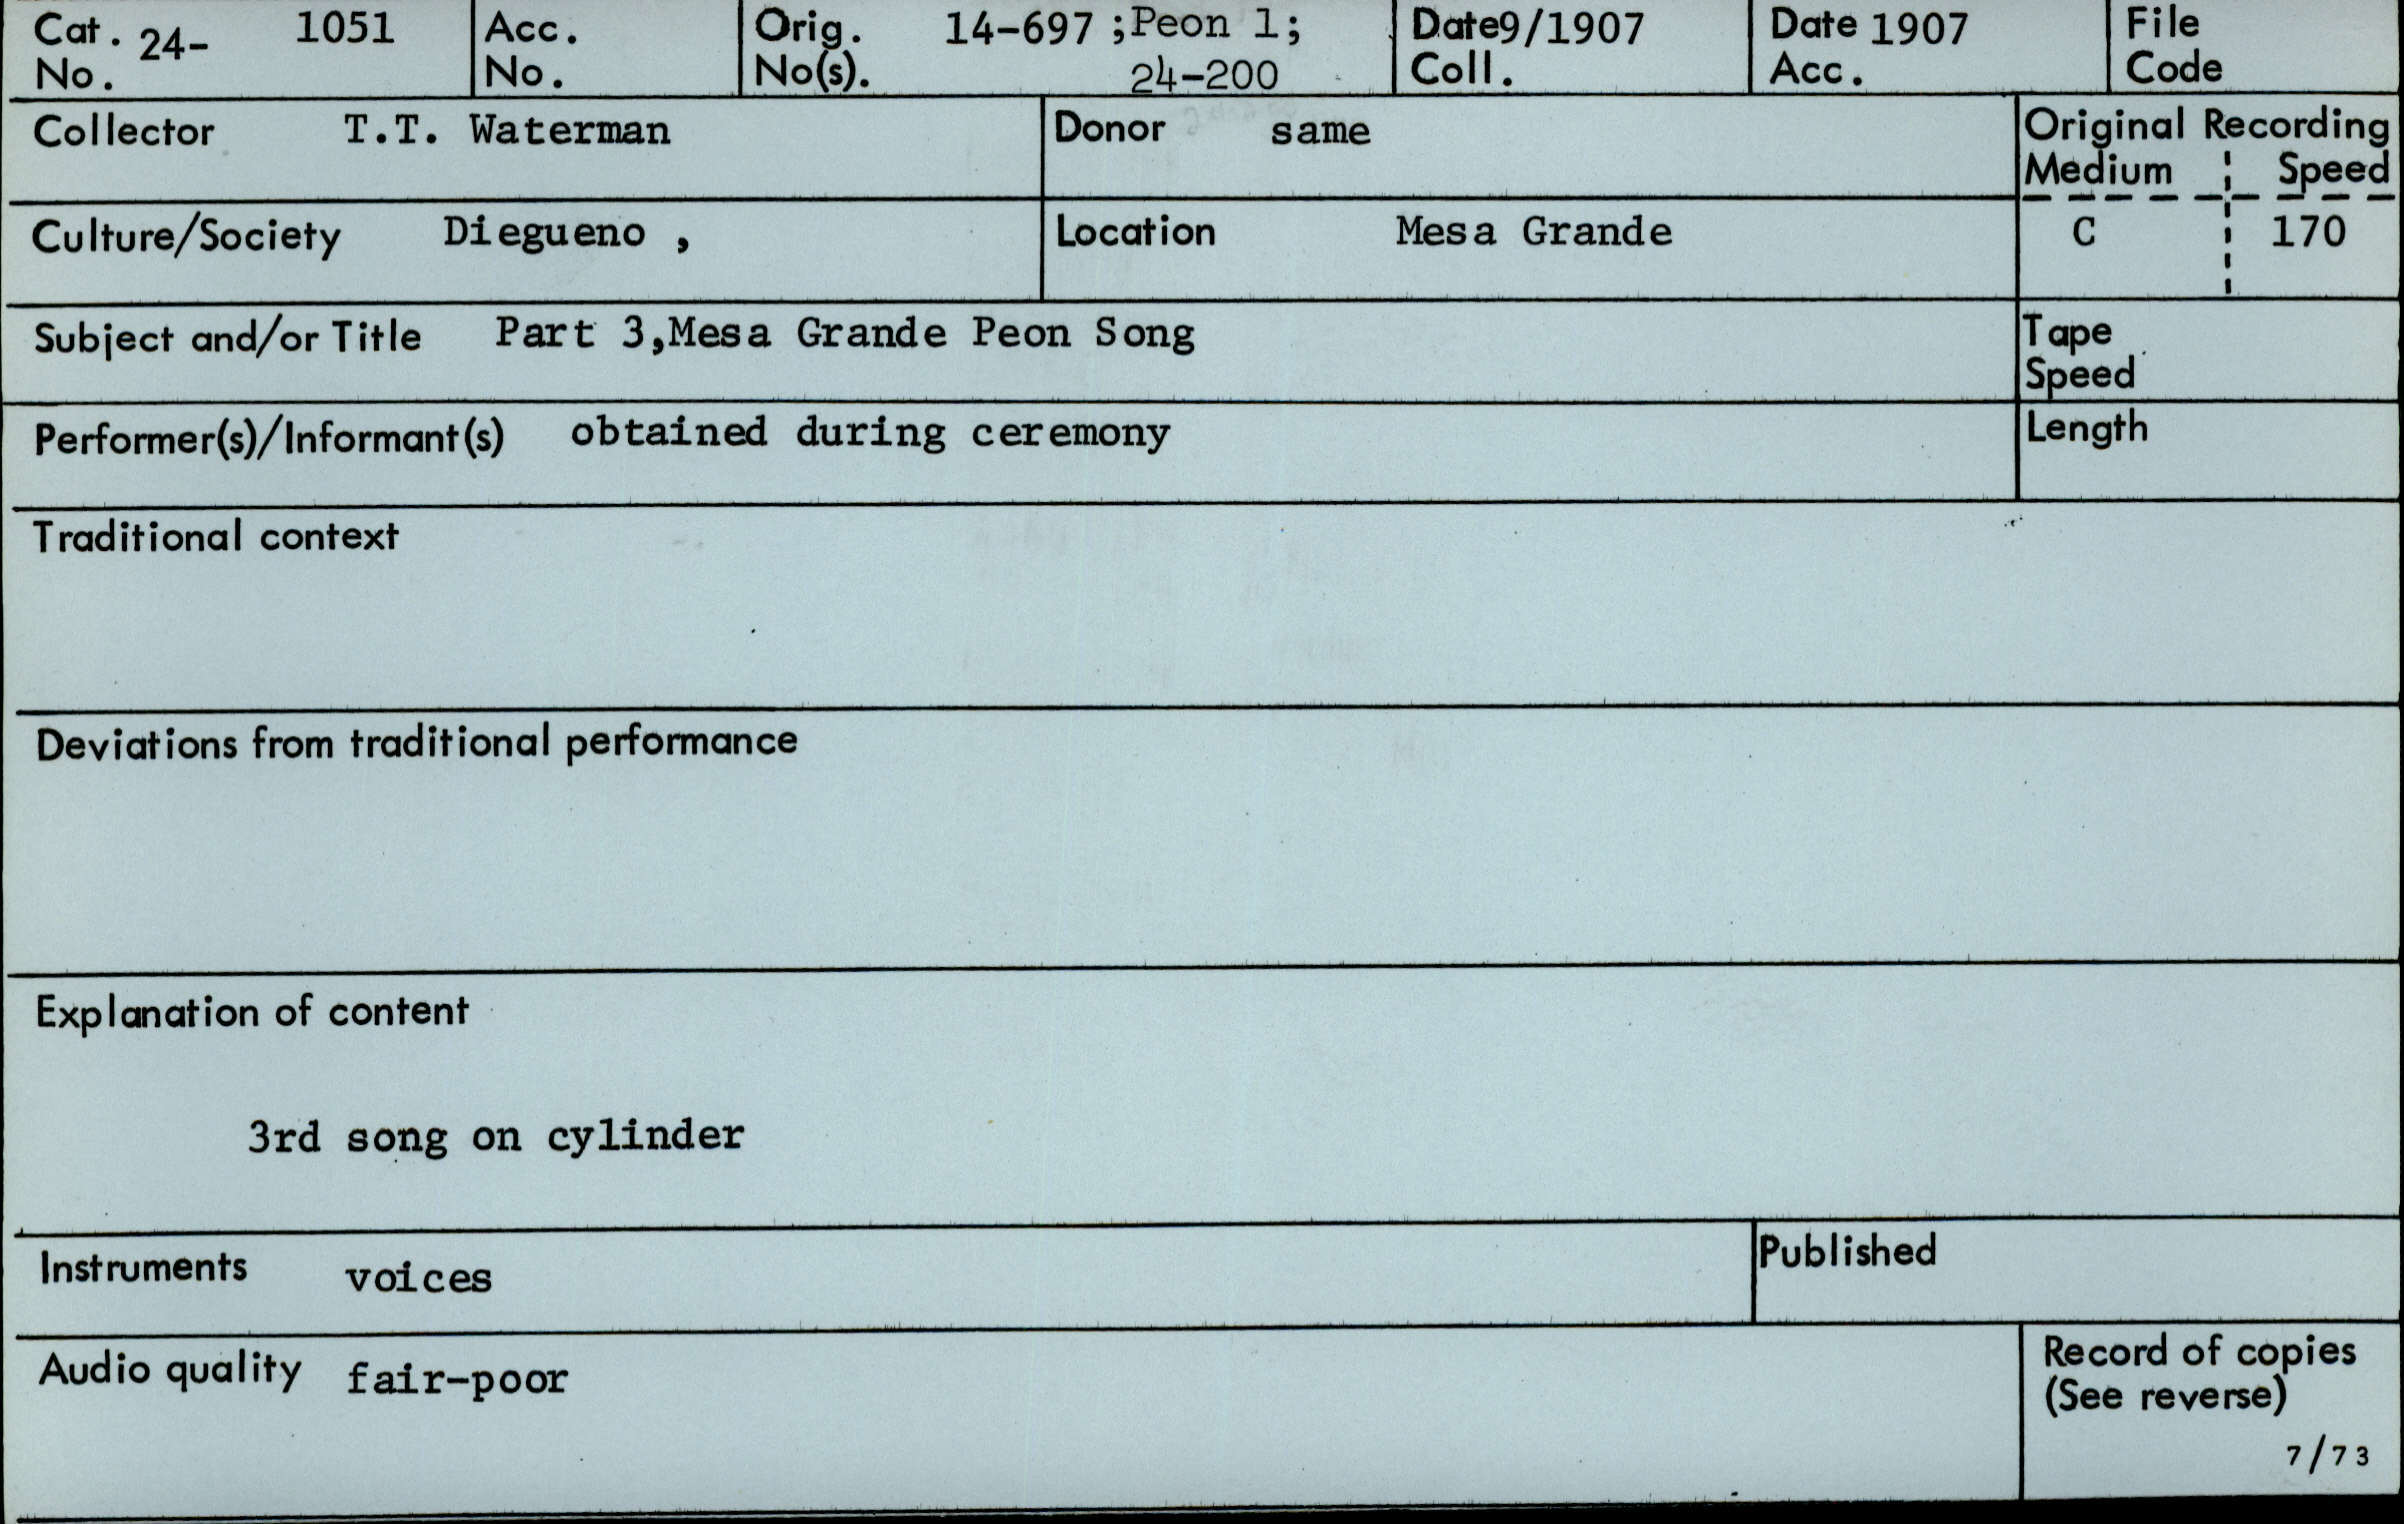 Cat. No. 24- 1051 Acc. No. Orig. No(s). 14-697 ;Peon 1; 24-200 Date Coll. 9/1907 Date Acc. 1907 File Code
Collector T.T. Waterman Donor same Original Recording
Medium Speed
Culture/Society Diegueno , Location Mesa Grande C 170
Subject and/or Title Part 3,Mesa Grande Peon Song Tape Speed
Performer(s)/Informant(s) obtained during ceremony Length
Traditional context
Deviations from traditional performance
Explanation of content
3rd song on cylinder
Instruments voices Published
Audio quality fair-poor Record of copies
(See reverse)
7/73